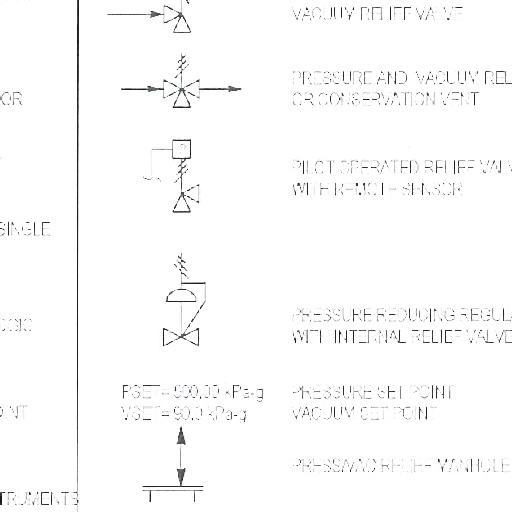 VACUUM RELIEF VALVE
PRESSURE AND VACUUM REL
OR CONSERVATION VENT
OR
PILOT OPERATED RELIEF VALV
WITH REMOTE SENSOR
SINGLE
PRESSURE REDUCING REGULA
OGIC
WITH INTERNAL RELIEF VALVE
PSET= 500.00 kPa-g
PRESSURE SET POINT
OINT
VSET= 90.0 kPa-g
VACUUM SET POINT
PRESS/VAC RELIEF MANHOLE
TRUMENTS